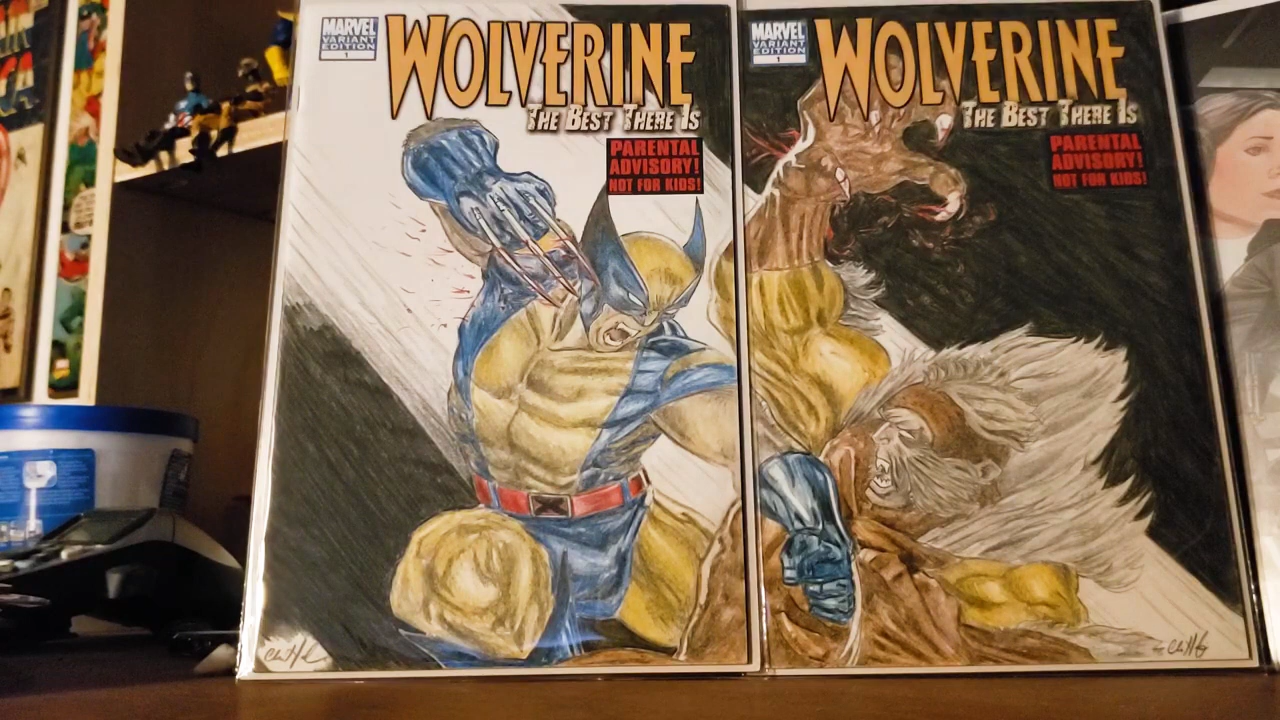 MARVEL
VARIANT
EDITION
1
WOLVERINE
THE BEST THERE IS
PARENTAL
ADVISORY!
NOT FOR KIDS!
MARVEL
VARIANT
EDITION
1
WOLVERINE
THE BEST THERE IS
PARENTAL
ADVISORY!
NOT FOR KIDS!